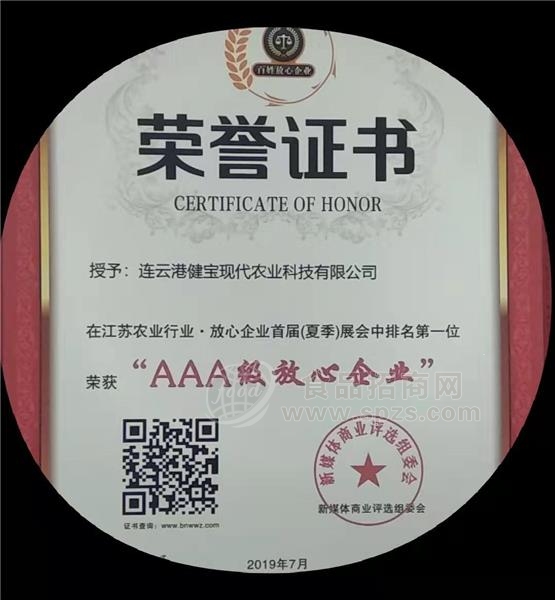 百姓放心企业
荣誉证书
CERTIFICATE OF HONOR
授予：连云港健宝现代农业科技有限公司
在江苏农业行业·放心企业首届(夏季)展会中排名第一位
荣获“AAA级放心企业”
food
食品招商网
www.spzs.com
新媒体商业评选组委会
证书查询：www.bnwwz.com
新媒体商业评选组委会
2019年7月